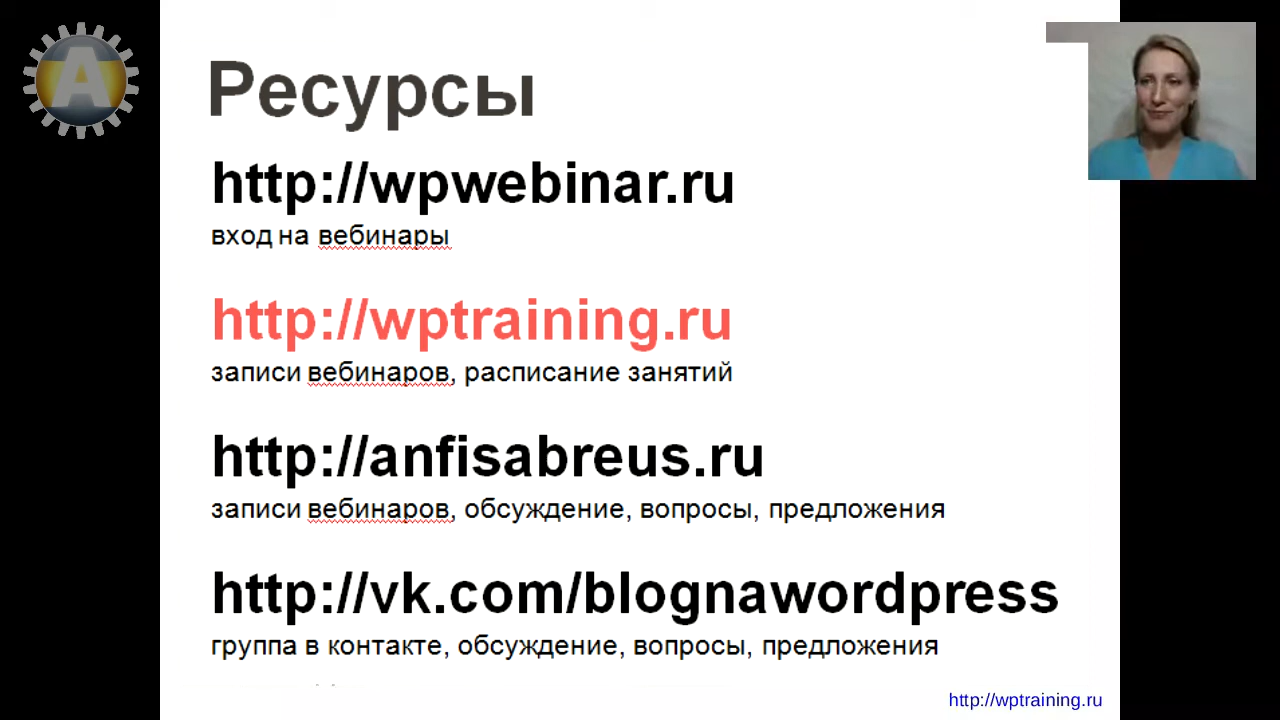 A
Ресурсы
http://wpwebinar.ru
вход на вебинары
http://wptraining.ru
записи вебинаров, расписание занятий
http://anfisabreus.ru
записи вебинаров, обсуждение, вопросы, предложения
http://vk.com/blognawordpress
группа в контакте, обсуждение, вопросы, предложения
http://wptraining.ru